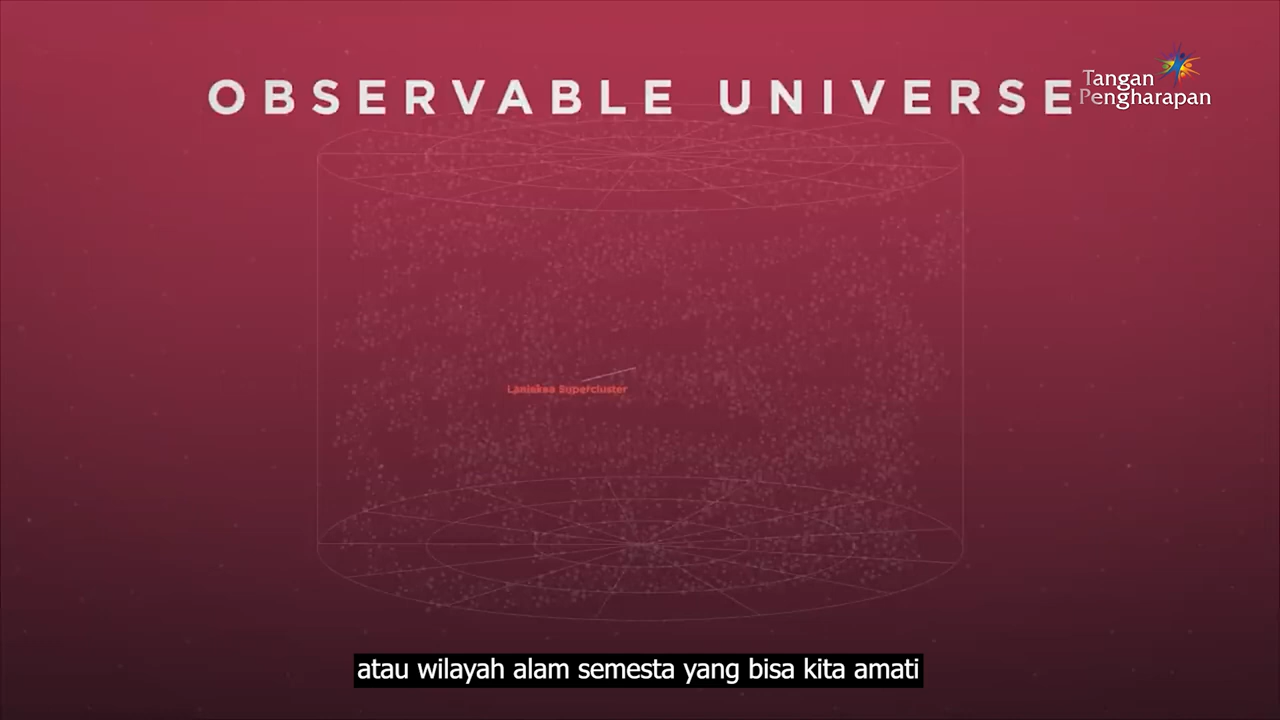 OBSERVABLE UNIVERSE
Tangan
Pengharapan
Laniakea Supercluster
atau wilayah alam semesta yang bisa kita amati